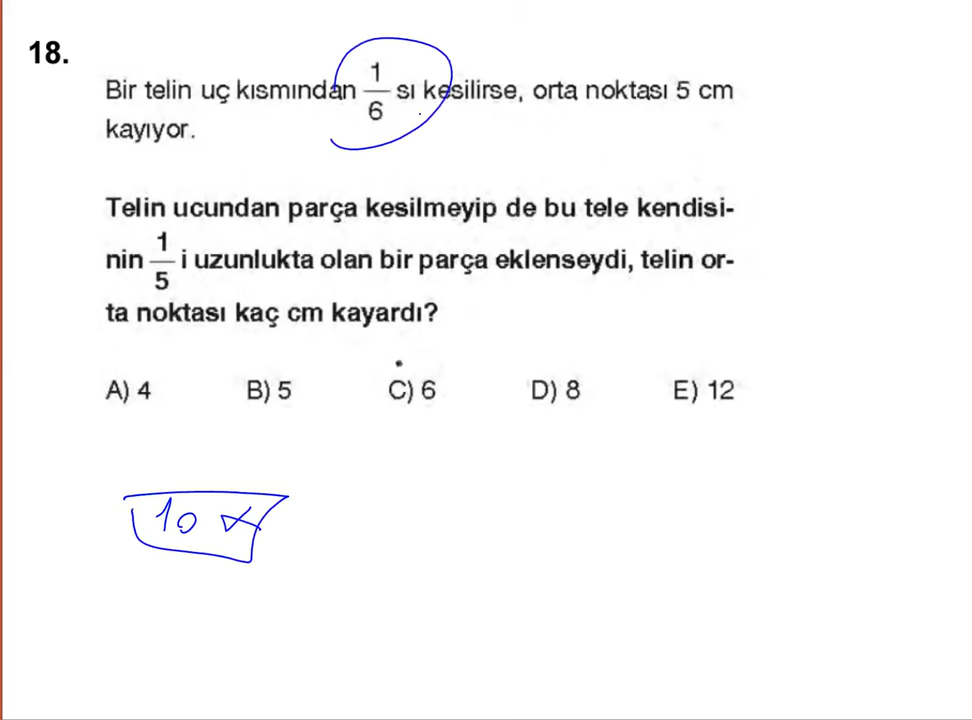 18.
Bir telin uç kısmından 1/6 sı kesilirse, orta noktası 5 cm
kayıyor.
Telin ucundan parça kesilmeyip de bu tele kendisi-
nin 1/5 i uzunlukta olan bir parça eklenseydi, telin or-
ta noktası kaç cm kayardı?
A) 4 B) 5 C) 6 D) 8 E) 12
10 x